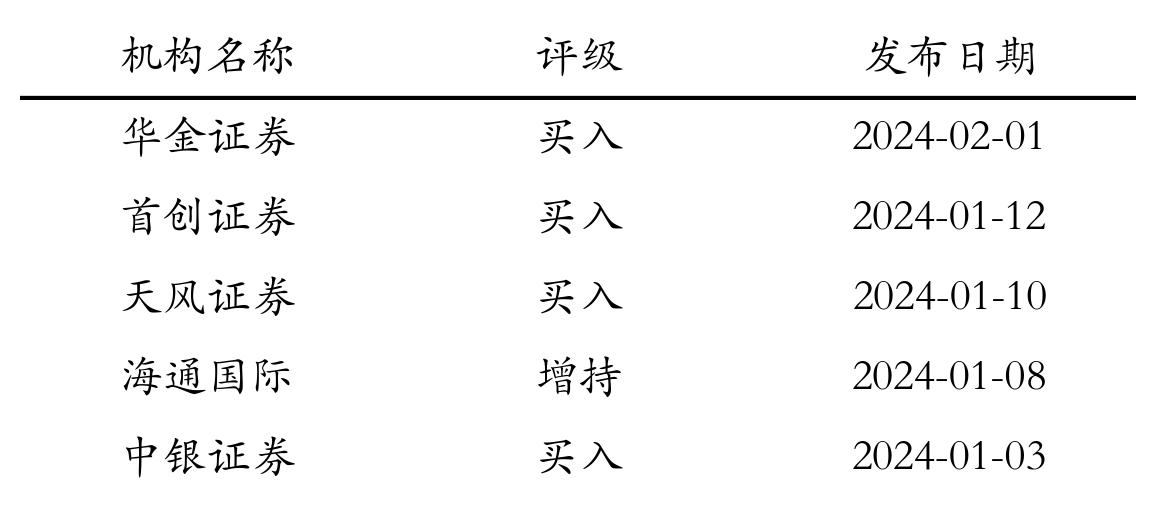 机构名称 评级 发布日期
华金证券 买入 2024-02-01
首创证券 买入 2024-01-12
天风证券 买入 2024-01-10
海通国际 增持 2024-01-08
中银证券 买入 2024-01-03